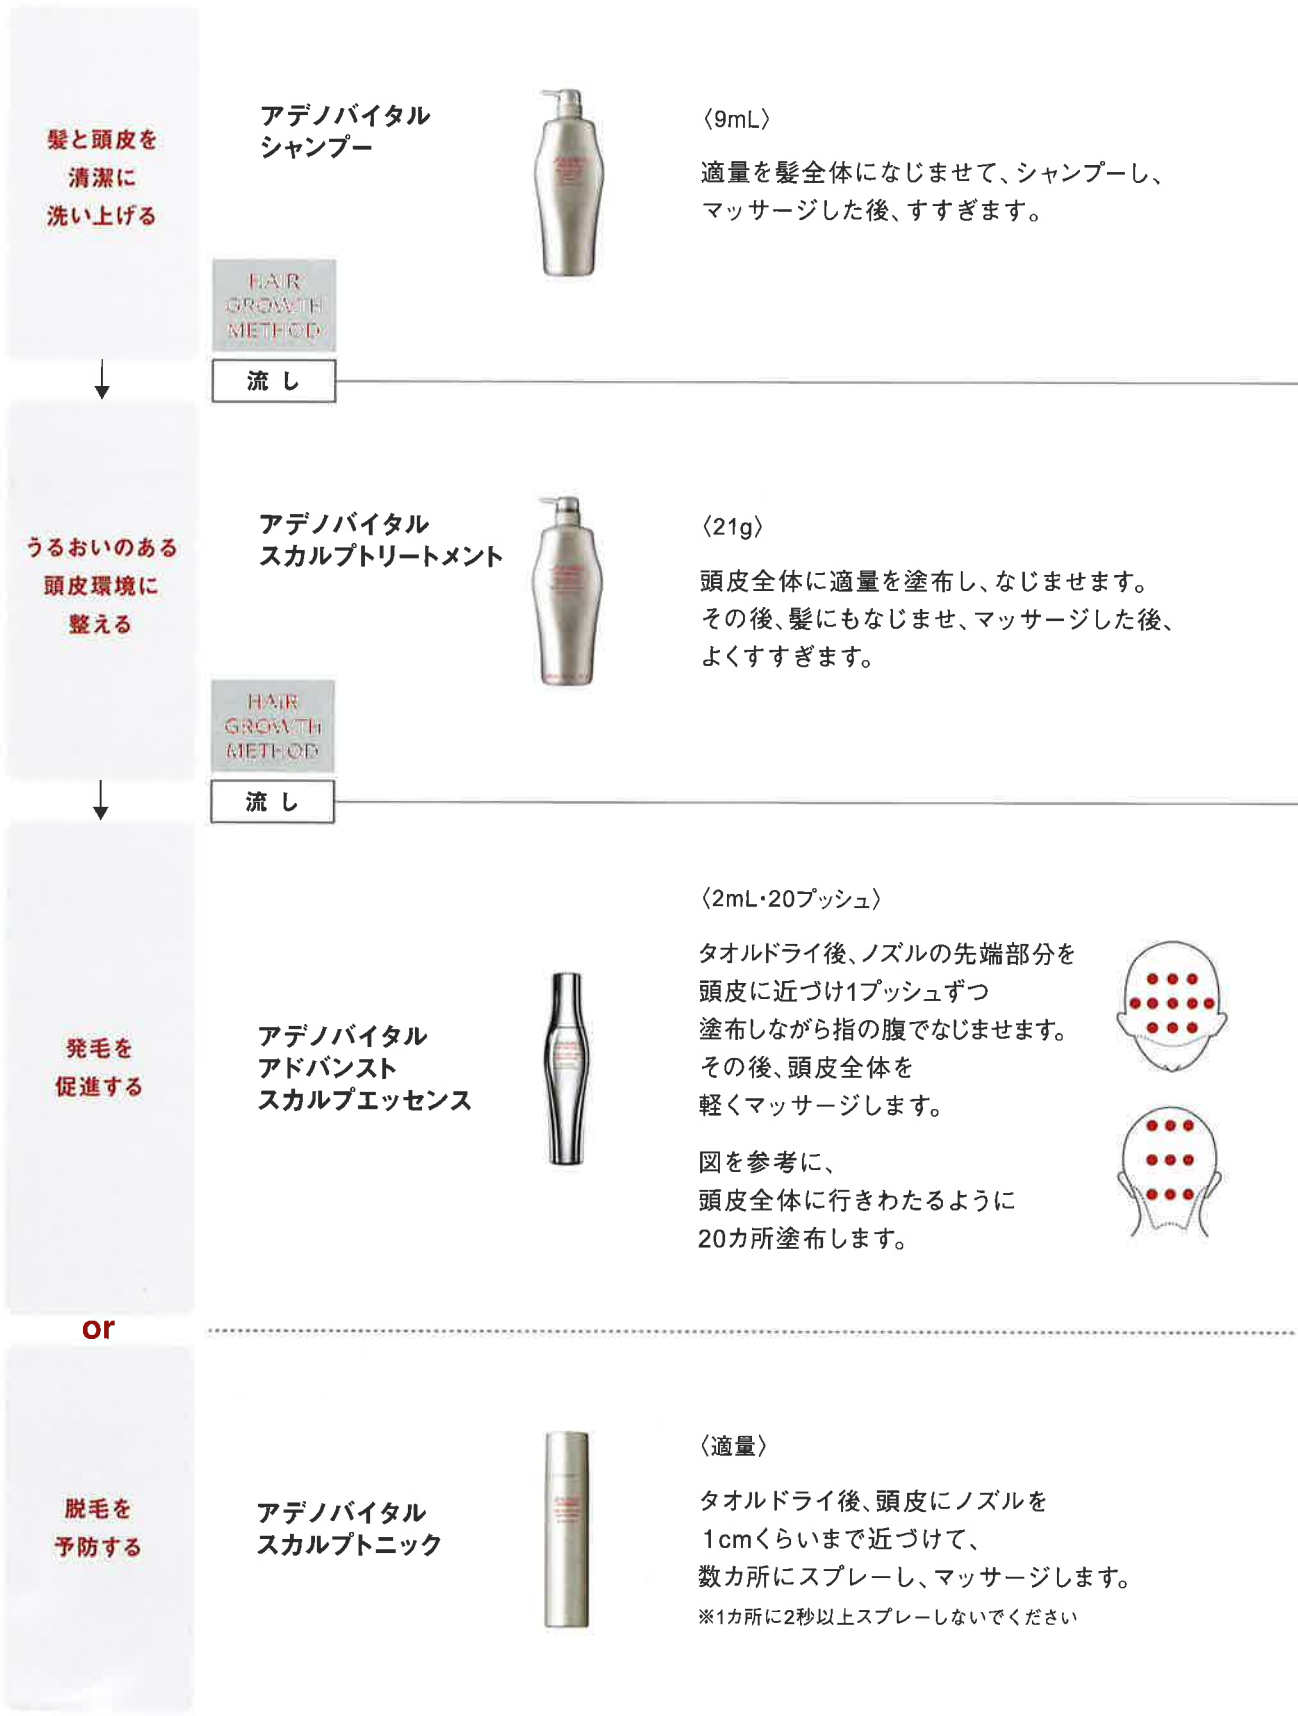 髪と頭皮を
清潔に
洗い上げる
アデノバイタル
シャンプー
〈9mL〉
適量を髪全体になじませて、シャンプーし、
マッサージした後、すすぎます。
HAIR
GROWTH
METHOD
流し
うるおいのある
頭皮環境に
整える
アデノバイタル
スカルプトリートメント
〈21g〉
頭皮全体に適量を塗布し、なじませます。
その後、髪にもなじませ、マッサージした後、
よくすすぎます。
HAIR
GROWTH
METHOD
流し
発毛を
促進する
アデノバイタル
アドバンスト
スカルプエッセンス
〈2mL・20プッシュ〉
タオルドライ後、ノズルの先端部分を
頭皮に近づけ1プッシュずつ
塗布しながら指の腹でなじませます。
その後、頭皮全体を
軽くマッサージします。
図を参考に、
頭皮全体に行きわたるように
20カ所塗布します。
or
脱毛を
予防する
アデノバイタル
スカルプトニック
〈適量〉
タオルドライ後、頭皮にノズルを
1cmくらいまで近づけて、
数カ所にスプレーし、マッサージします。
※1カ所に2秒以上スプレーしないでください